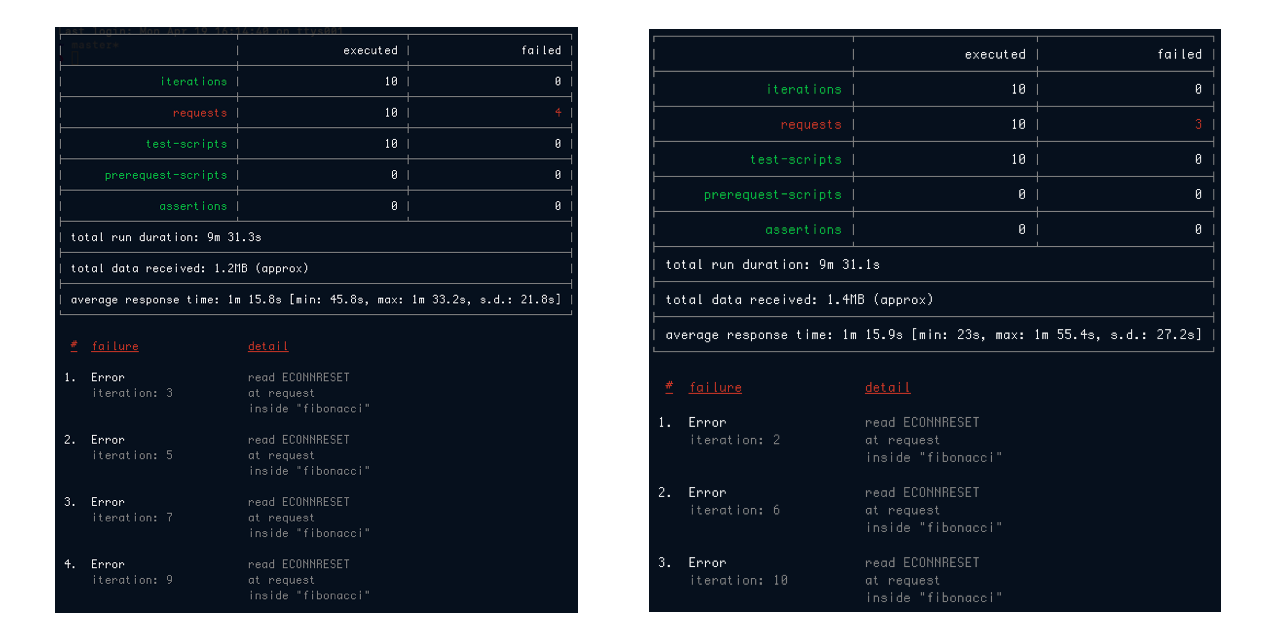 Last login: Mon Apr 19 16:14:40 on ttys001
master*
executed failed
iterations 10 0
requests 10 4
test-scripts 10 0
prerequest-scripts 0 0
assertions 0 0
total run duration: 9m 31.3s
total data received: 1.2MB (approx)
average response time: 1m 15.8s [min: 45.8s, max: 1m 33.2s, s.d.: 21.8s]
# failure detail
1. Error read ECONNRESET
iteration: 3 at request
inside "fibonacci"
2. Error read ECONNRESET
iteration: 5 at request
inside "fibonacci"
3. Error read ECONNRESET
iteration: 7 at request
inside "fibonacci"
4. Error read ECONNRESET
iteration: 9 at request
inside "fibonacci"
executed failed
iterations 10 0
requests 10 3
test-scripts 10 0
prerequest-scripts 0 0
assertions 0 0
total run duration: 9m 31.1s
total data received: 1.4MB (approx)
average response time: 1m 15.9s [min: 23s, max: 1m 55.4s, s.d.: 27.2s]
# failure detail
1. Error read ECONNRESET
iteration: 2 at request
inside "fibonacci"
2. Error read ECONNRESET
iteration: 6 at request
inside "fibonacci"
3. Error read ECONNRESET
iteration: 10 at request
inside "fibonacci"